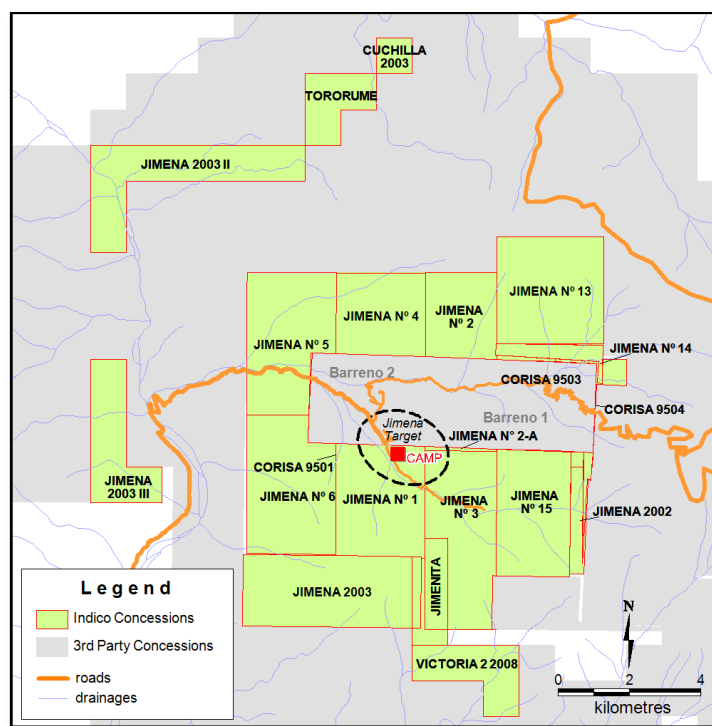 CUCHILLA
2003
TORORUME
JIMENA 2003 II
JIMENA Nº 13
JIMENA Nº 4
JIMENA
Nº 2
JIMENA Nº 5
JIMENA Nº 14
Barreno 2
CORISA 9503
Barreno 1
CORISA 9504
Jimena
Target
JIMENA N° 2-A
CAMP
CORISA 9501
JIMENA
2003 III
JIMENA
Nº 6
JIMENA Nº 1
JIMENA
Nº 3
JIMENA
Nº 15
JIMENA 2002
JIMENITA
JIMENA 2003
VICTORIA 2 2008
Legend
Indico Concessions
3rd Party Concessions
roads
drainages
N
0 2 4
kilometres